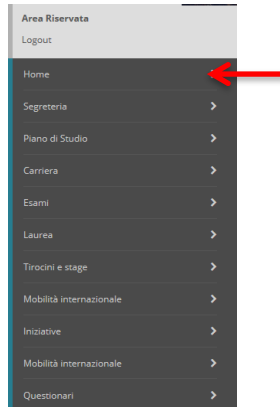 Area Riservata
Logout
Home
Segreteria
Piano di Studio
Carriera
Esami
Laurea
Tirocini e stage
Mobilità internazionale
Iniziative
Mobilità internazionale
Questionari